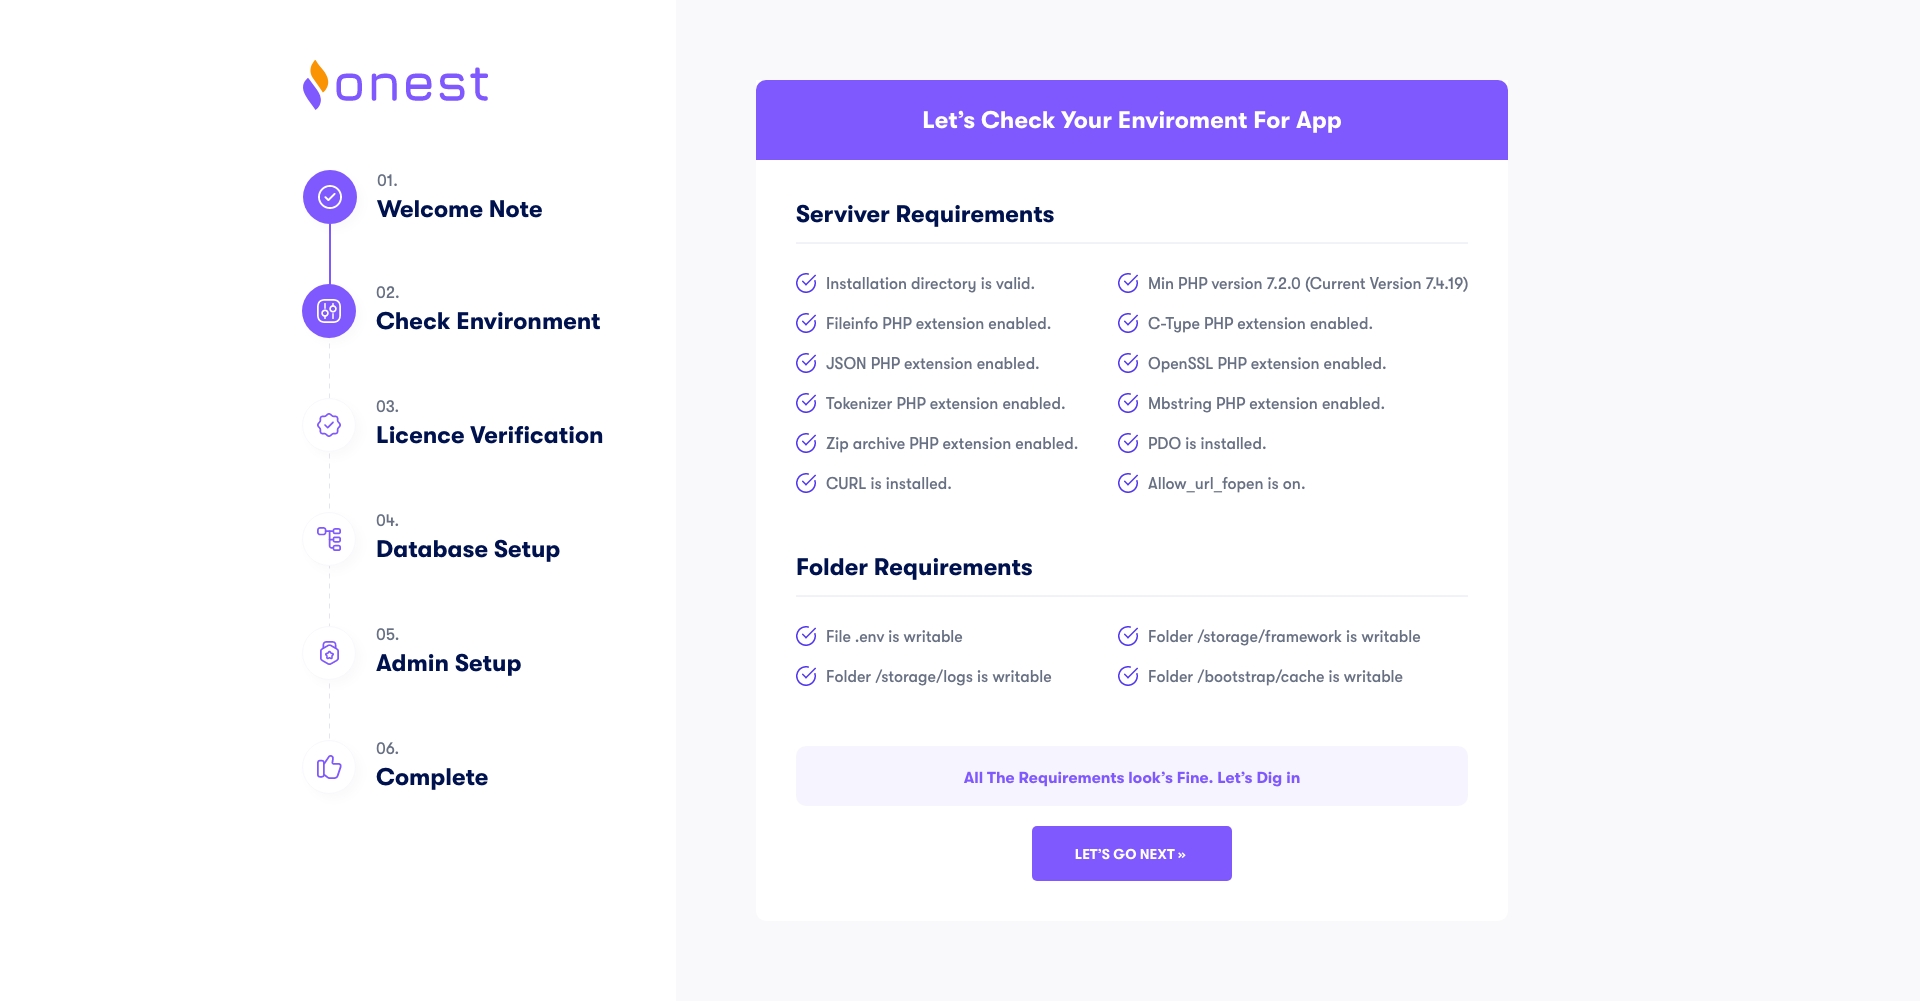 onest
01.
Welcome Note
02.
Check Environment
03.
Licence Verification
04.
Database Setup
05.
Admin Setup
06.
Complete
Let’s Check Your Enviroment For App
Serviver Requirements
Installation directory is valid.
Min PHP version 7.2.0 (Current Version 7.4.19)
Fileinfo PHP extension enabled.
C-Type PHP extension enabled.
JSON PHP extension enabled.
OpenSSL PHP extension enabled.
Tokenizer PHP extension enabled.
Mbstring PHP extension enabled.
Zip archive PHP extension enabled.
PDO is installed.
CURL is installed.
Allow_url_fopen is on.
Folder Requirements
File .env is writable
Folder /storage/framework is writable
Folder /storage/logs is writable
Folder /bootstrap/cache is writable
All The Requirements look’s Fine. Let’s Dig in
LET’S GO NEXT »